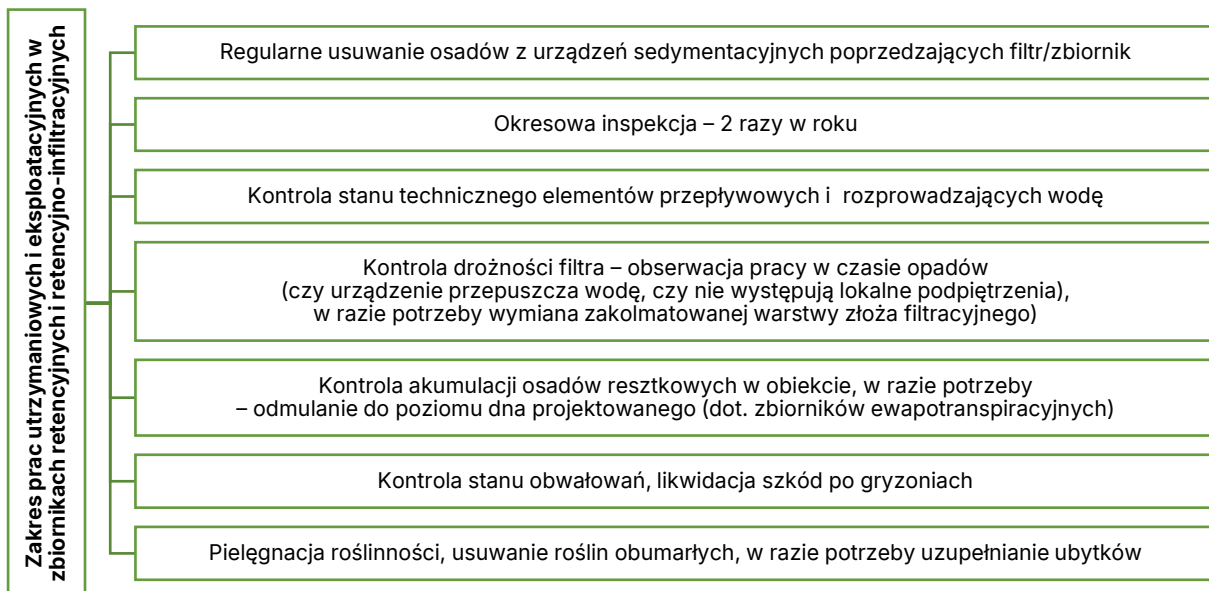 Zakres prac utrzymaniowych i eksploatacyjnych w
zbiornikach retencyjnych i retencyjno-infiltracyjnych
Regularne usuwanie osadów z urządzeń sedymentacyjnych poprzedzających filtr/zbiornik
Okresowa inspekcja – 2 razy w roku
Kontrola stanu technicznego elementów przepływowych i  rozprowadzających wodę
Kontrola drożności filtra – obserwacja pracy w czasie opadów
(czy urządzenie przepuszcza wodę, czy nie występują lokalne podpiętrzenia),
w razie potrzeby wymiana zakolmatowanej warstwy złoża filtracyjnego)
Kontrola akumulacji osadów resztkowych w obiekcie, w razie potrzeby
– odmulanie do poziomu dna projektowanego (dot. zbiorników ewapotranspiracyjnych)
Kontrola stanu obwałowań, likwidacja szkód po gryzoniach
Pielęgnacja roślinności, usuwanie roślin obumarłych, w razie potrzeby uzupełnianie ubytków